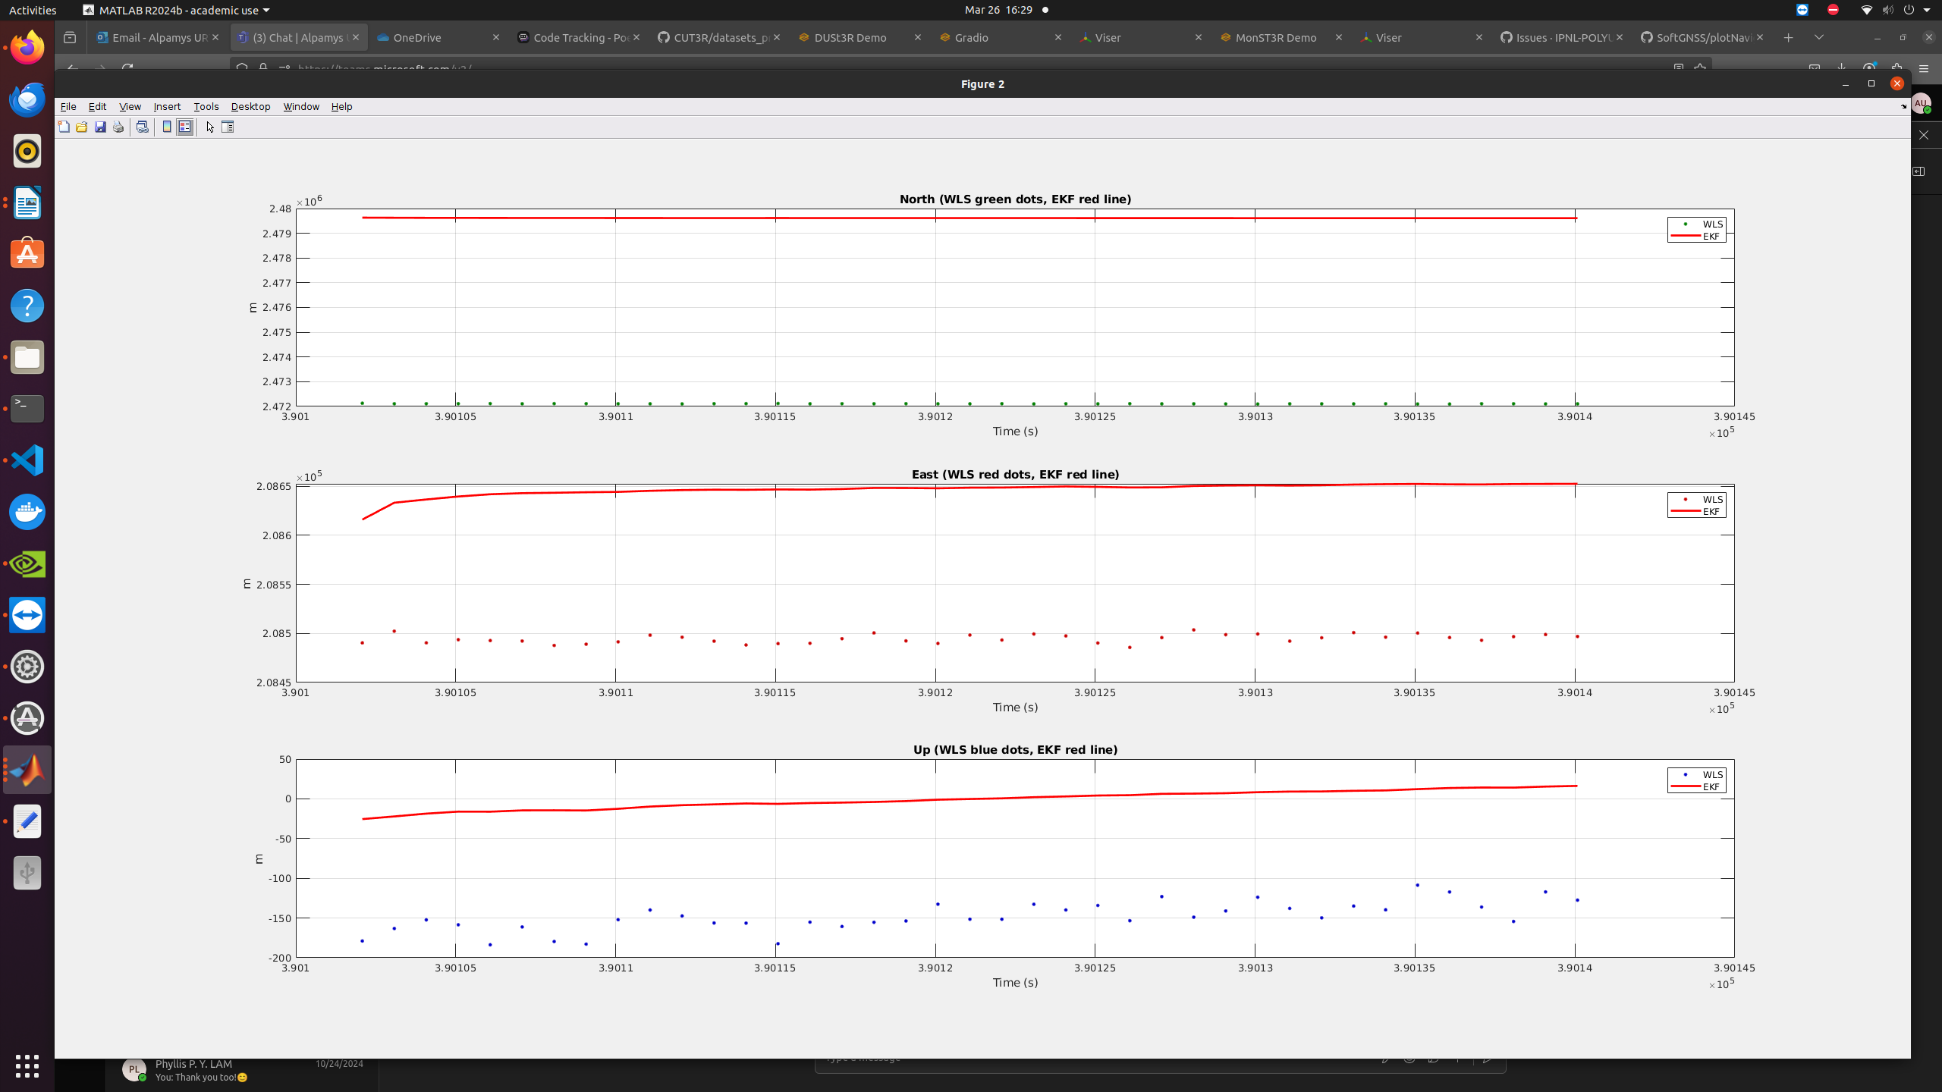 Activities
MATLAB R2024b - academic use
Mar 26 16:29
Email - Alpamys UR
(3) Chat | Alpamys
OneDrive
Code Tracking - Po
CUT3R/datasets_p
DUSt3R Demo
Gradio
Viser
MonST3R Demo
Viser
Issues · IPNL-POLYU
SoftGNSS/plotNavi
Figure 2
File Edit View Insert Tools Desktop Window Help
AU
North (WLS green dots, EKF red line)
×10^6
2.48
2.479
2.478
2.477
2.476
2.475
2.474
2.473
2.472
m
WLS
EKF
3.901 3.90105 3.9011 3.90115 3.9012 3.90125 3.9013 3.90135 3.9014 3.90145
Time (s)
×10^5
East (WLS red dots, EKF red line)
×10^5
2.0865
2.086
2.0855
2.085
2.0845
m
WLS
EKF
3.901 3.90105 3.9011 3.90115 3.9012 3.90125 3.9013 3.90135 3.9014 3.90145
Time (s)
×10^5
Up (WLS blue dots, EKF red line)
50
0
-50
-100
-150
-200
m
WLS
EKF
3.901 3.90105 3.9011 3.90115 3.9012 3.90125 3.9013 3.90135 3.9014 3.90145
Time (s)
×10^5
PL
Phyllis P. Y. LAM
10/24/2024
You: Thank you too!😊